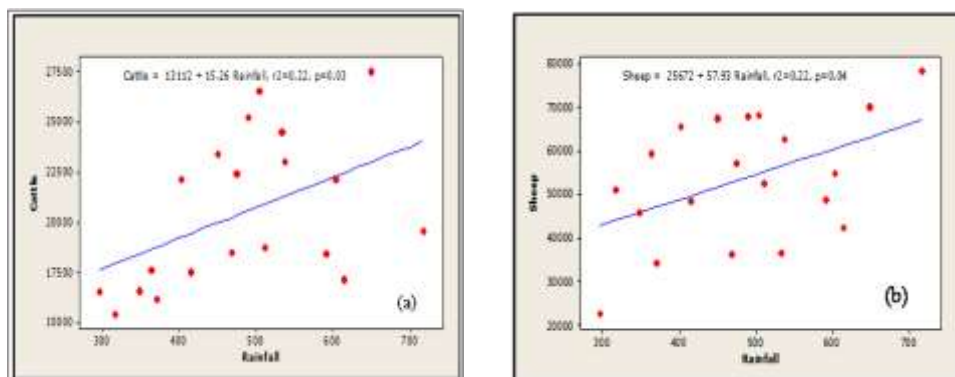 Cattle = 13112 + 15.26 Rainfall, r2=0.22, p=0.03
27500
25000
22500
20000
17500
15000
Cattle
300
400
500
600
700
Rainfall
(a)
Sheep = 25672 + 57.93 Rainfall, r2=0.22, p=0.04
80000
70000
60000
50000
40000
30000
20000
Sheep
300
400
500
600
700
Rainfall
(b)